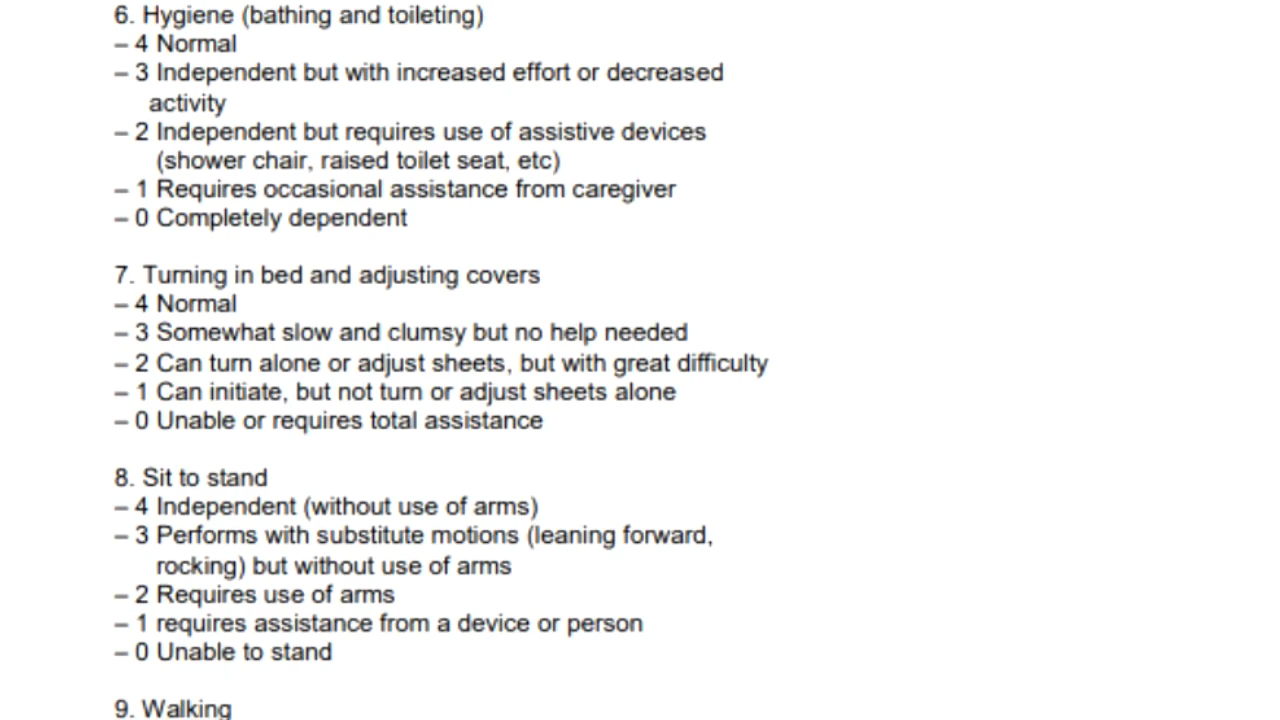 6. Hygiene (bathing and toileting)
– 4 Normal
– 3 Independent but with increased effort or decreased
activity
– 2 Independent but requires use of assistive devices
(shower chair, raised toilet seat, etc)
– 1 Requires occasional assistance from caregiver
– 0 Completely dependent
7. Turning in bed and adjusting covers
– 4 Normal
– 3 Somewhat slow and clumsy but no help needed
– 2 Can turn alone or adjust sheets, but with great difficulty
– 1 Can initiate, but not turn or adjust sheets alone
– 0 Unable or requires total assistance
8. Sit to stand
– 4 Independent (without use of arms)
– 3 Performs with substitute motions (leaning forward,
rocking) but without use of arms
– 2 Requires use of arms
– 1 requires assistance from a device or person
– 0 Unable to stand
9. Walking